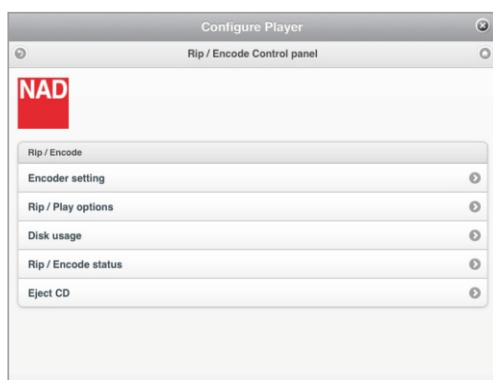 Configure Player
Rip / Encode Control panel
NAD
Rip / Encode
Encoder setting
Rip / Play options
Disk usage
Rip / Encode status
Eject CD